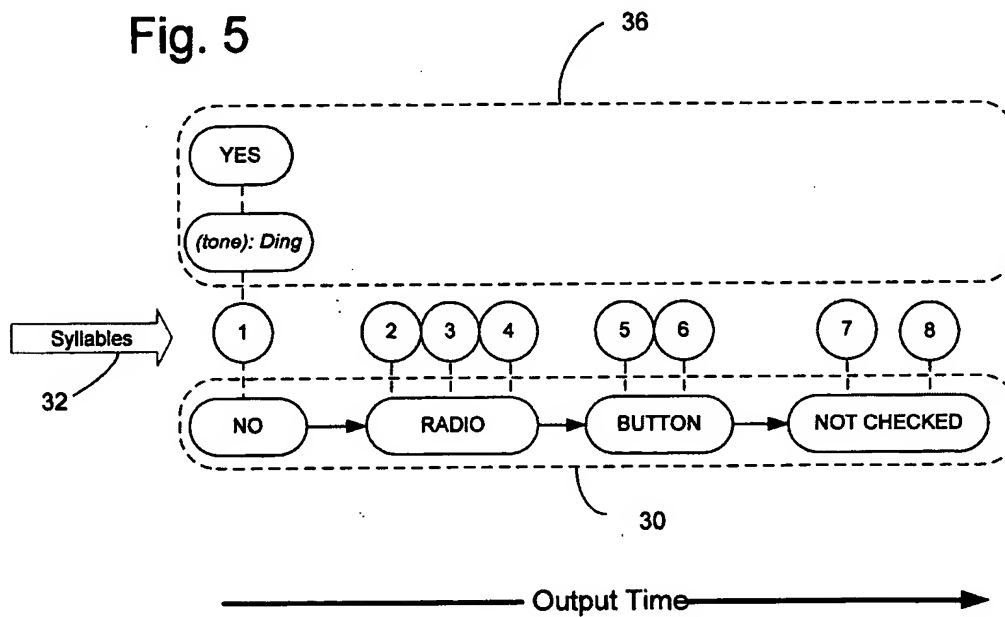 Fig. 5
36
YES
(tone): Ding
Syllables
1 2 3 4 5 6 7 8
32
NO RADIO BUTTON NOT CHECKED
30
Output Time